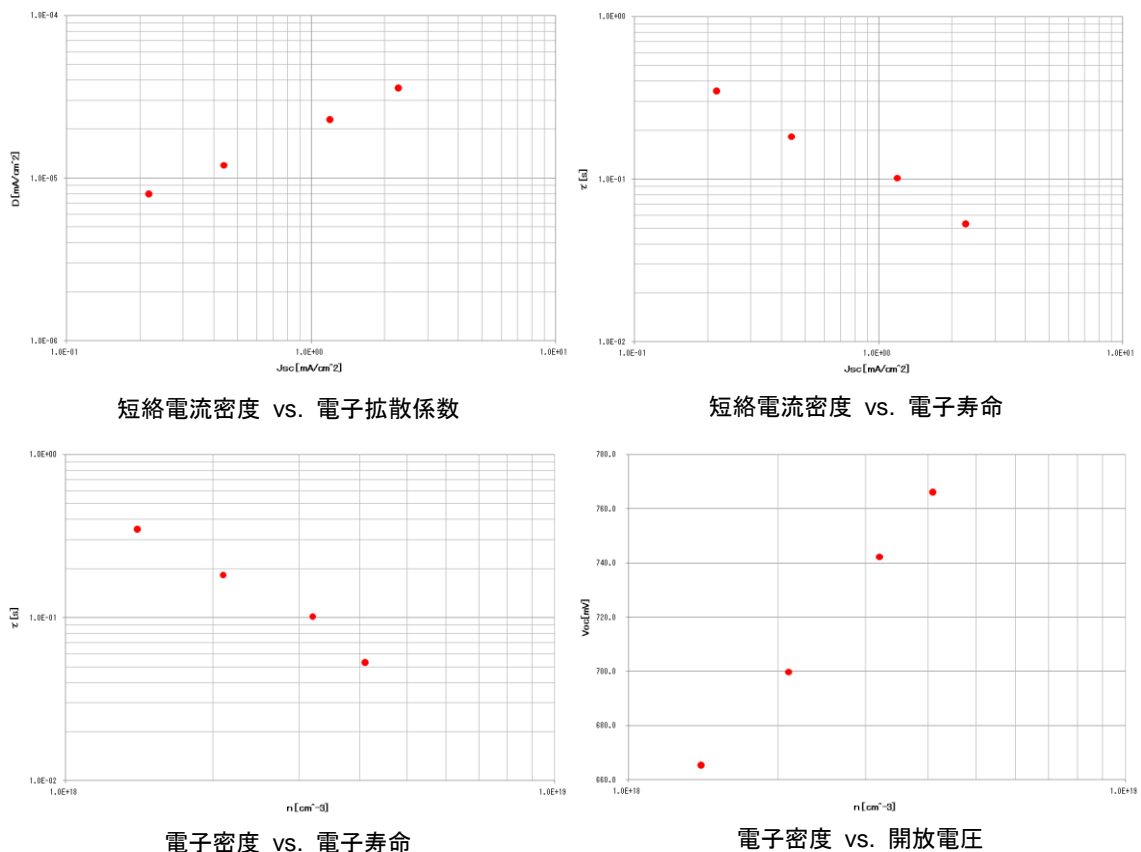 1.0E-04
1.0E-05
1.0E-06
D[mA/cm^2]
1.0E-01
1.0E+00
1.0E+01
Jsc[mA/cm^2]
短絡電流密度 vs. 電子拡散係数
1.0E+00
1.0E-01
1.0E-02
τ[s]
1.0E-01
1.0E+00
1.0E+01
Jsc[mA/cm^2]
短絡電流密度 vs. 電子寿命
1.0E+00
1.0E-01
1.0E-02
τ[s]
1.0E+18
1.0E+19
n[cm^-3]
電子密度 vs. 電子寿命
780.0
760.0
740.0
720.0
700.0
680.0
660.0
Voc[mV]
1.0E+18
1.0E+19
n[cm^-3]
電子密度 vs. 開放電圧